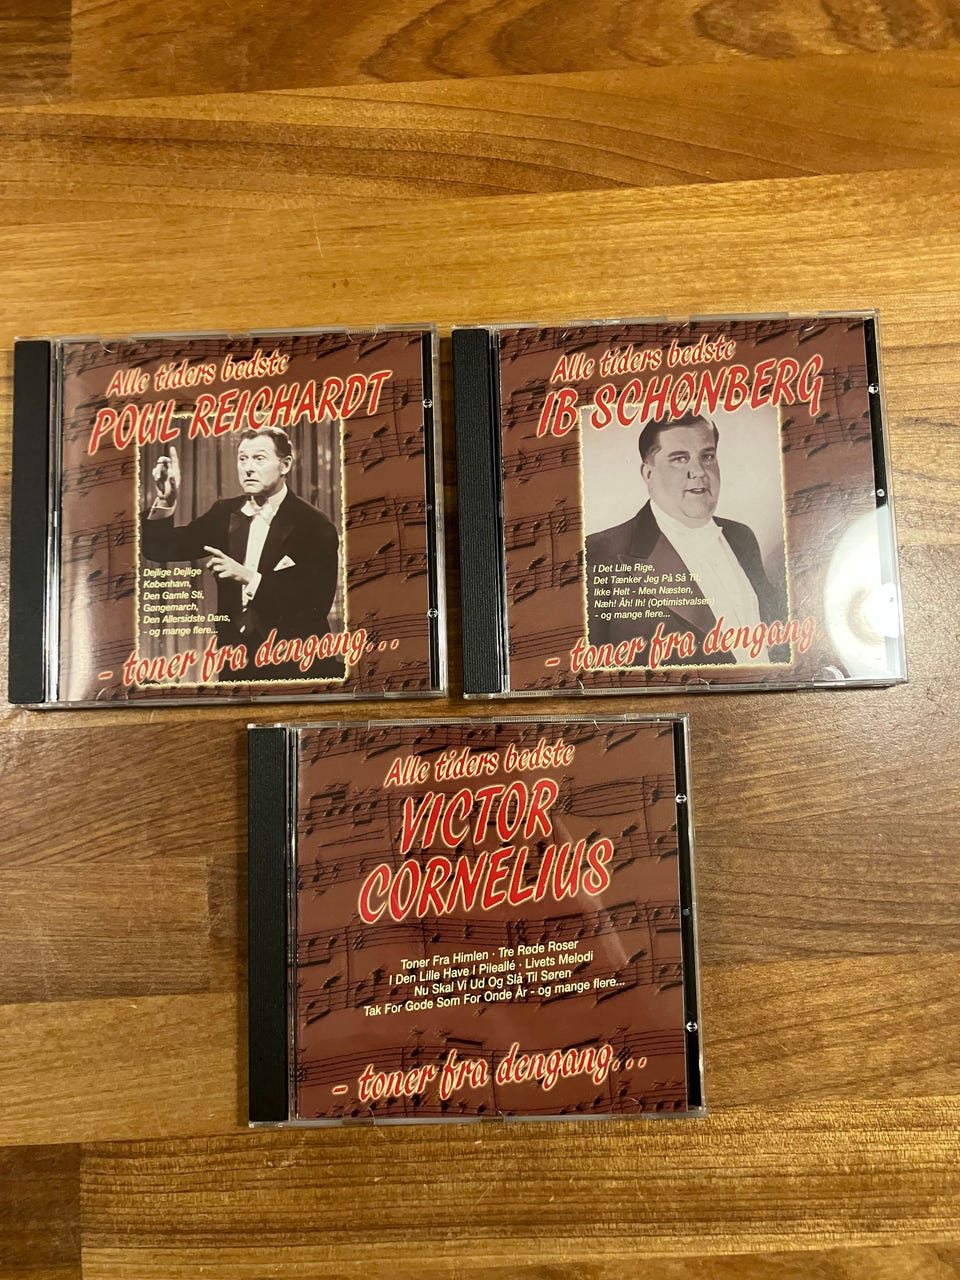 Alle tiders bedste
POUL REICHARDT
Dejlige Dejlige
København,
Den Gamle Sti,
Gøngemarch,
Den Allersidste Dans,
- og mange flere...
- toner fra dengang...
Alle tiders bedste
IB SCHØNBERG
I Det Lille Rige,
Det Tænker Jeg På Så Tit,
Ikke Helt - Men Næsten,
Næh! Åh! Ih! (Optimistvalsen)
- og mange flere...
- toner fra dengang...
Alle tiders bedste
VICTOR
CORNELIUS
Toner Fra Himlen · Tre Røde Roser
I Den Lille Have I Pileallé · Livets Melodi
Nu Skal Vi Ud Og Slå Til Søren
Tak For Gode Som For Onde År - og mange flere...
- toner fra dengang...